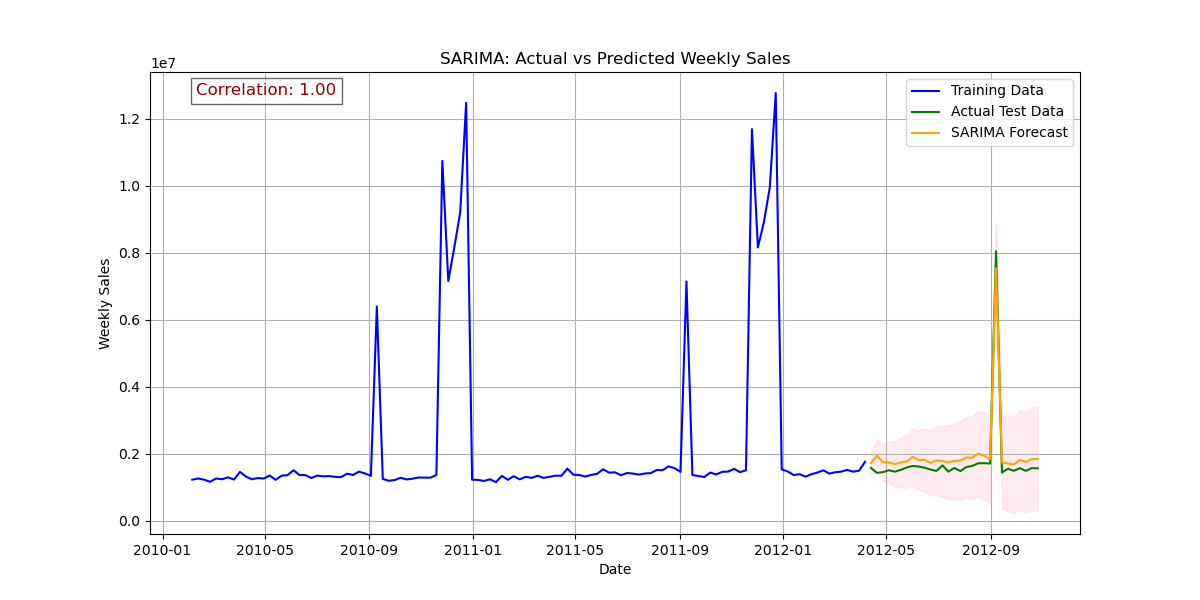 SARIMA: Actual vs Predicted Weekly Sales
1e7
Correlation: 1.00
Training Data
Actual Test Data
SARIMA Forecast
1.2
1.0
0.8
0.6
0.4
0.2
0.0
Weekly Sales
2010-01 2010-05 2010-09 2011-01 2011-05 2011-09 2012-01 2012-05 2012-09
Date